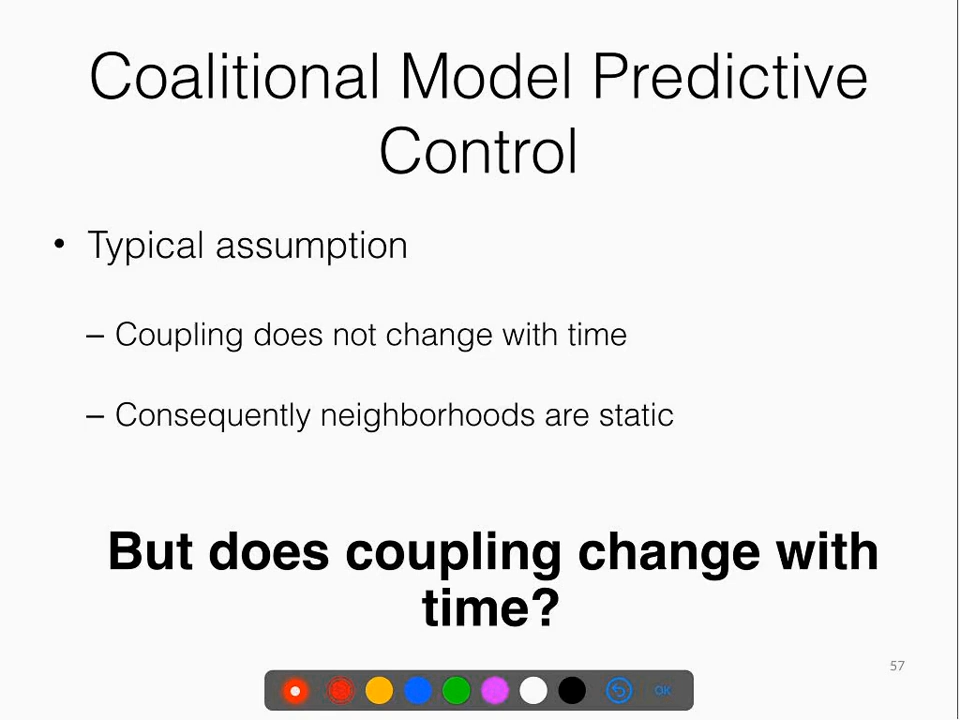 Coalitional Model Predictive
Control
• Typical assumption
– Coupling does not change with time
– Consequently neighborhoods are static
But does coupling change with
time?
57
OK